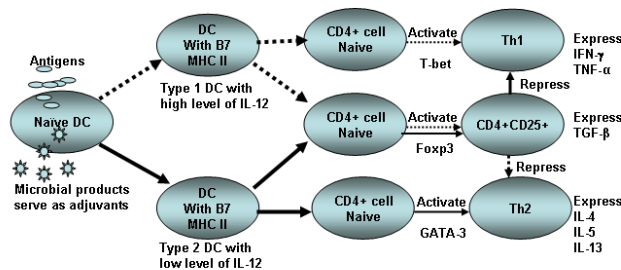 Antigens
Naïve DC
Microbial products
serve as adjuvants
DC
With B7
MHC II
Type 1 DC with
high level of IL-12
DC
With B7
MHC II
Type 2 DC with
low level of IL-12
CD4+ cell
Naive
Activate
T-bet
Th1
Express
IFN-γ
TNF-α
Repress
CD4+ cell
Naive
Activate
Foxp3
CD4+CD25+
Express
TGF-β
Repress
CD4+ cell
Naive
Activate
GATA-3
Th2
Express
IL-4
IL-5
IL-13